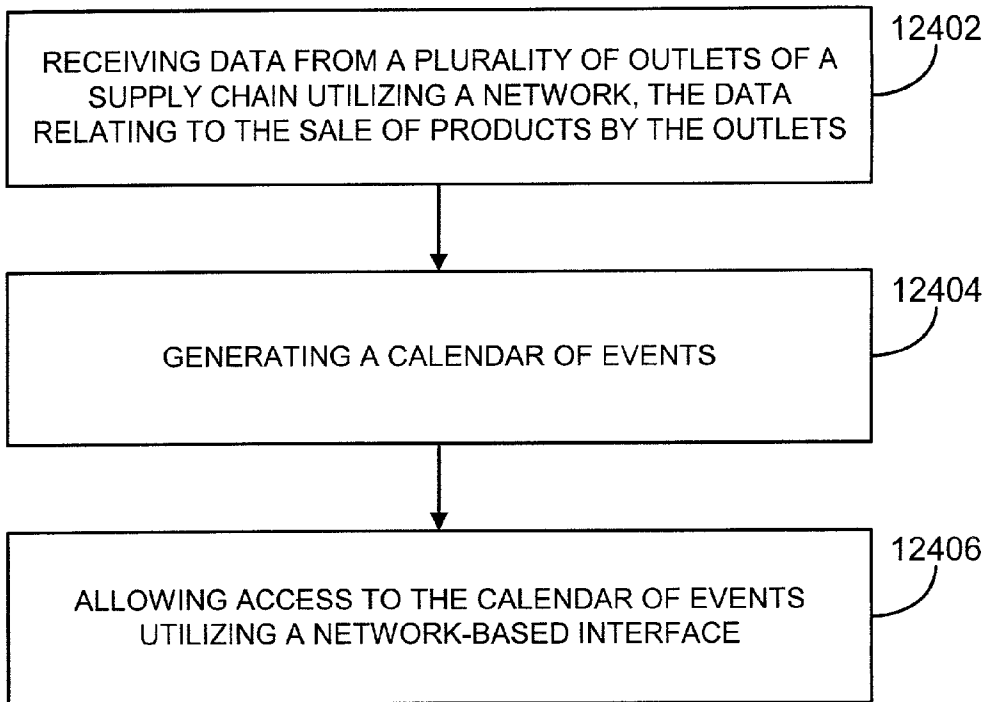 12402
RECEIVING DATA FROM A PLURALITY OF OUTLETS OF A
SUPPLY CHAIN UTILIZING A NETWORK, THE DATA
RELATING TO THE SALE OF PRODUCTS BY THE OUTLETS
12404
GENERATING A CALENDAR OF EVENTS
12406
ALLOWING ACCESS TO THE CALENDAR OF EVENTS
UTILIZING A NETWORK-BASED INTERFACE